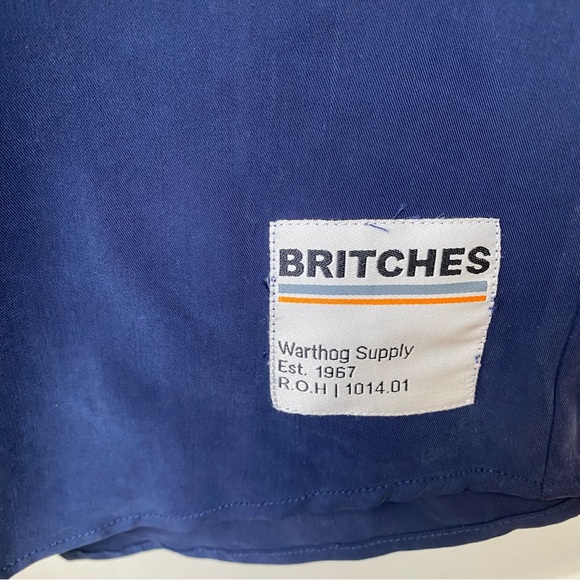 BRITCHES
Warthog Supply
Est. 1967
R.O.H | 1014.01